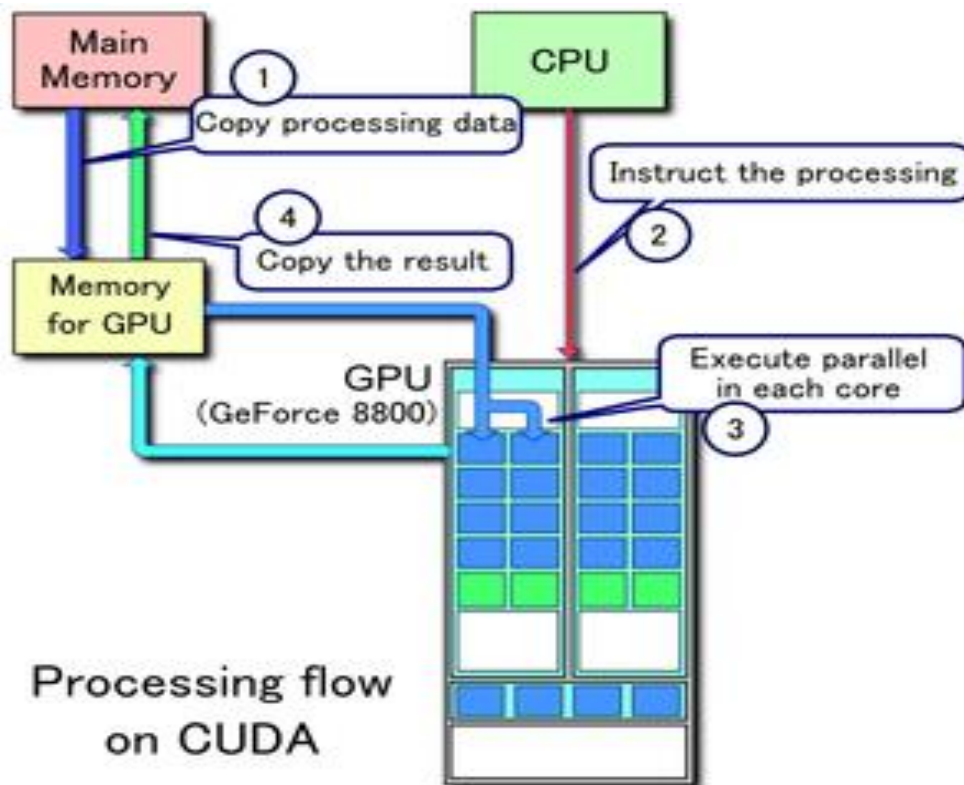 Main
Memory
CPU
1
Copy processing data
Instruct the processing
2
4
Copy the result
Memory
for GPU
Execute parallel
in each core
3
GPU
(GeForce 8800)
Processing flow
on CUDA